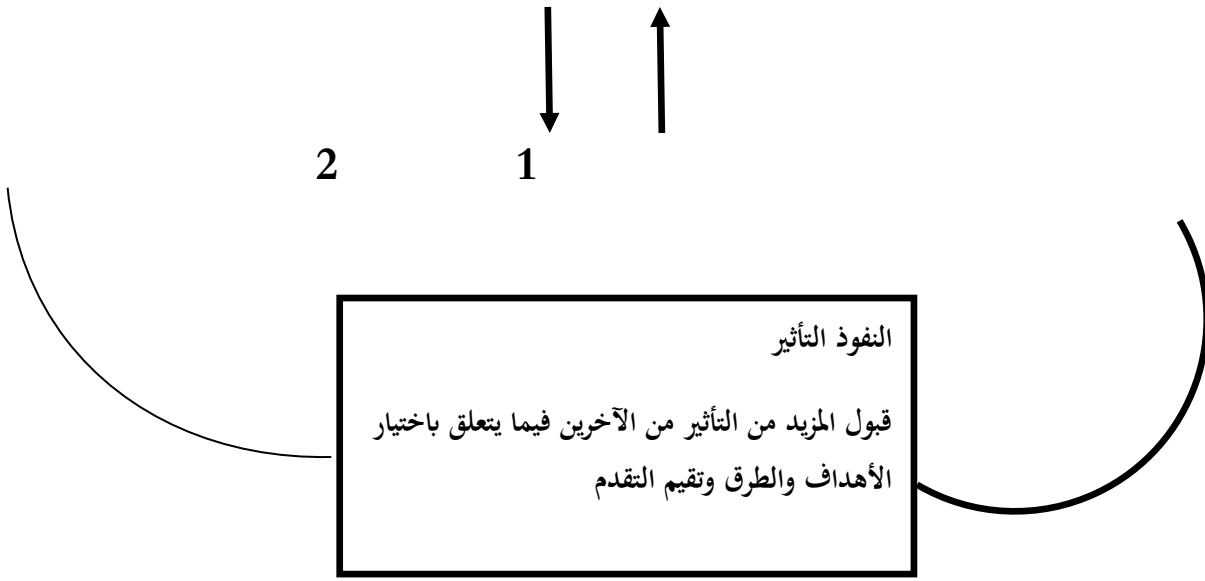 2 1
النفوذ التأثير
قبول المزيد من التأثير من الآخرين فيما يتعلق باختيار
الأهداف والطرق وتقيم التقدم